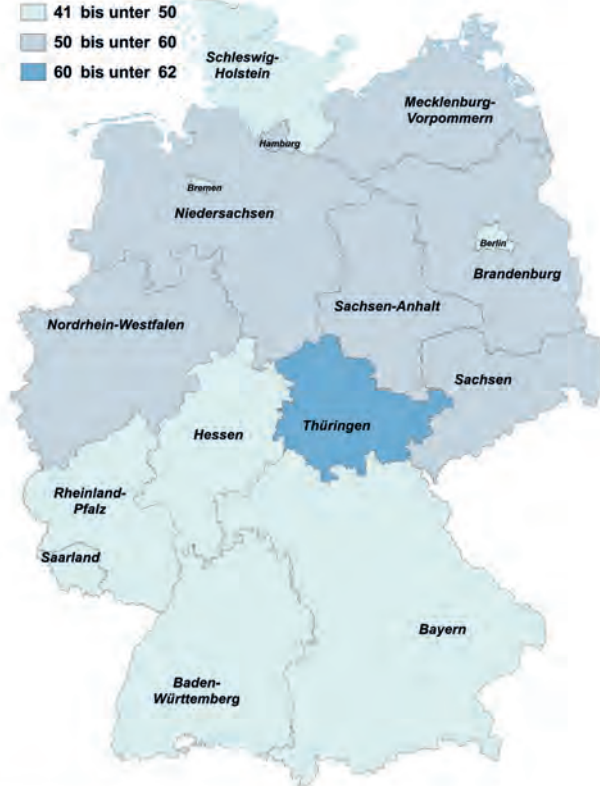 41 bis unter 50
50 bis unter 60
60 bis unter 62
Schleswig-
Holstein
Mecklenburg-
Vorpommern
Hamburg
Bremen
Niedersachsen
Berlin
Brandenburg
Sachsen-Anhalt
Nordrhein-Westfalen
Sachsen
Thüringen
Hessen
Rheinland-
Pfalz
Saarland
Bayern
Baden-
Württemberg